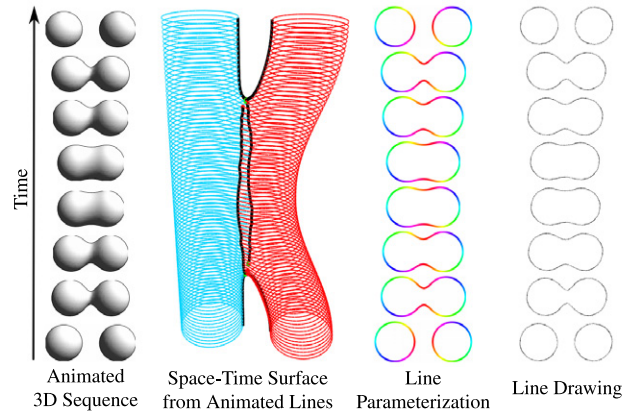 Time
Animated
3D Sequence
Space-Time Surface
from Animated Lines
Line
Parameterization
Line Drawing